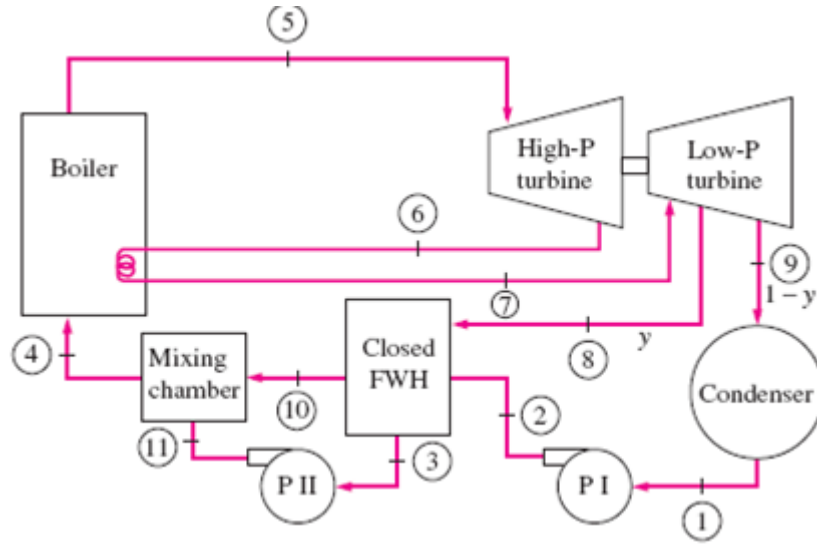 5
High-P
turbine
Low-P
turbine
Boiler
6
7
9
1 – y
8
y
4
Mixing
chamber
Closed
FWH
Condenser
10
2
11
3
P II
P I
1